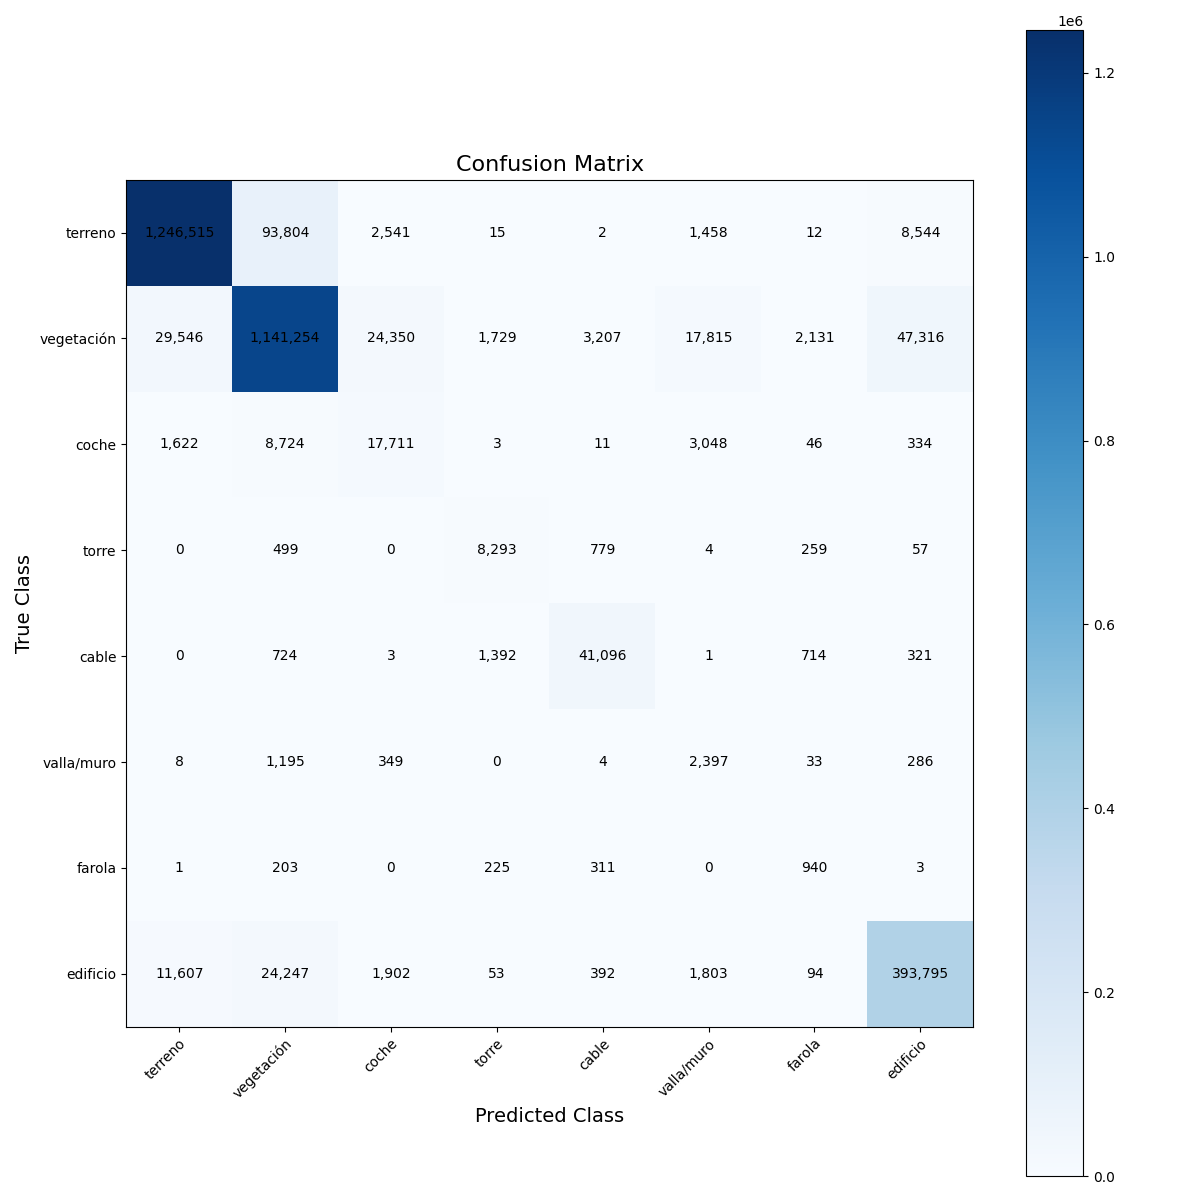 1e6
Confusion Matrix
terreno 1,246,515 93,804 2,541 15 2 1,458 12 8,544
vegetación 29,546 1,141,254 24,350 1,729 3,207 17,815 2,131 47,316
coche 1,622 8,724 17,711 3 11 3,048 46 334
torre 0 499 0 8,293 779 4 259 57
cable 0 724 3 1,392 41,096 1 714 321
valla/muro 8 1,195 349 0 4 2,397 33 286
farola 1 203 0 225 311 0 940 3
edificio 11,607 24,247 1,902 53 392 1,803 94 393,795
terreno vegetación coche torre cable valla/muro farola edificio
Predicted Class
True Class
1.2
1.0
0.8
0.6
0.4
0.2
0.0